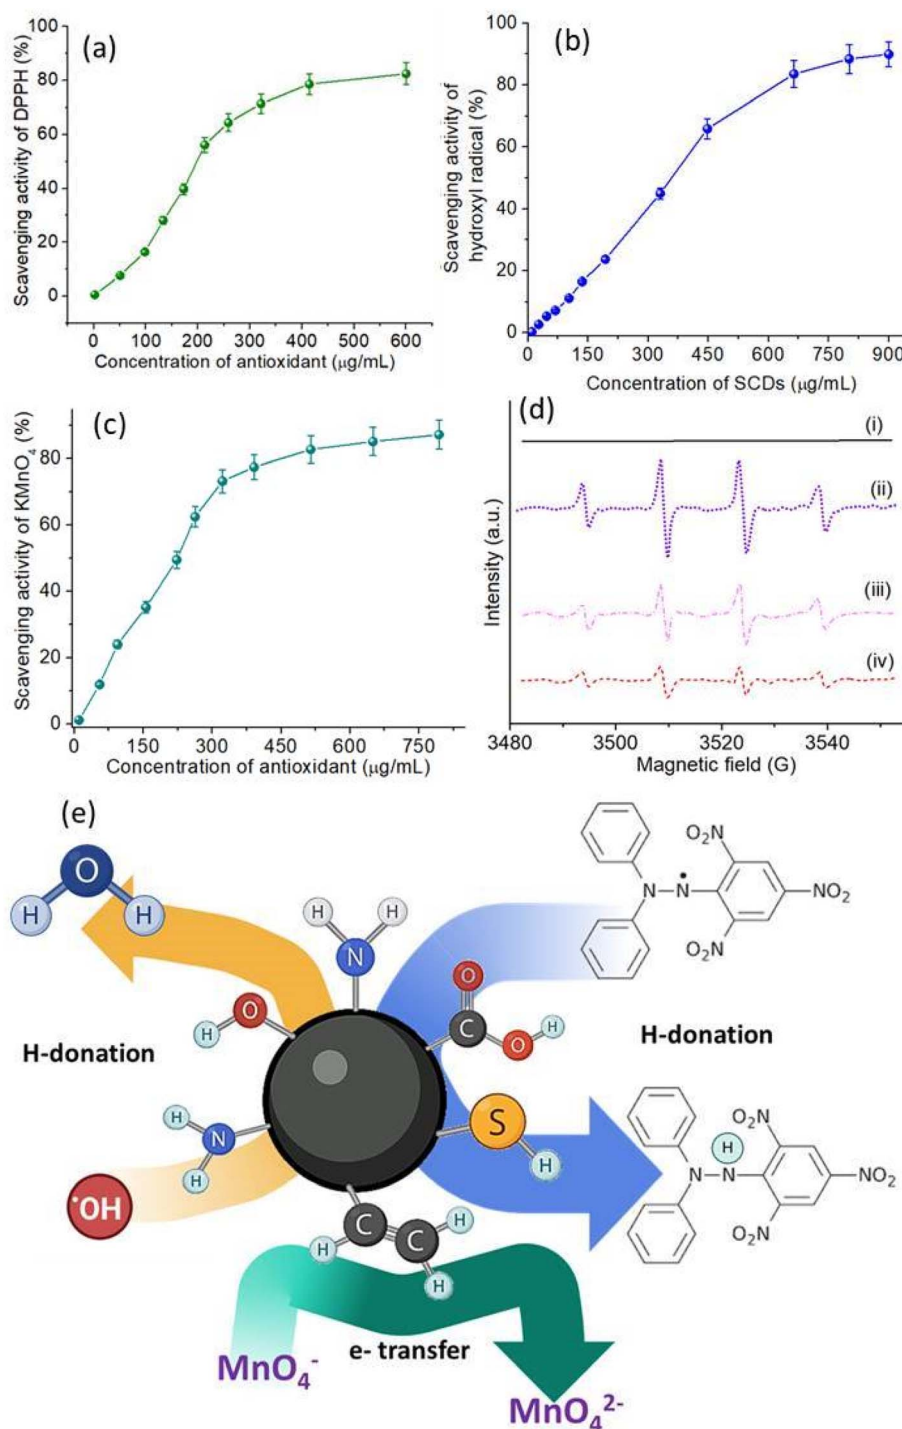 (a)
Scavenging activity of DPPH (%)
100
80
60
40
20
0
0 100 200 300 400 500 600
Concentration of antioxidant (μg/mL)
(b)
Scavenging activity of
hydroxyl radical (%)
100
80
60
40
20
0
0 150 300 450 600 750 900
Concentration of SCDs (μg/mL)
(c)
Scavenging activity of KMnO4 (%)
80
60
40
20
0
0 150 300 450 600 750
Concentration of antioxidant (μg/mL)
(d)
Intensity (a.u.)
(i)
(ii)
(iii)
(iv)
3480 3500 3520 3540
Magnetic field (G)
(e)
O
H H
H H
N
O
H
O
C
O
H
H
N
H
S
H
C
C
H
H
H
H-donation
•OH
O2N
N
N
•
NO2
NO2
H-donation
H
NO2
N
N
NO2
O2N
MnO4-
e- transfer
MnO42-